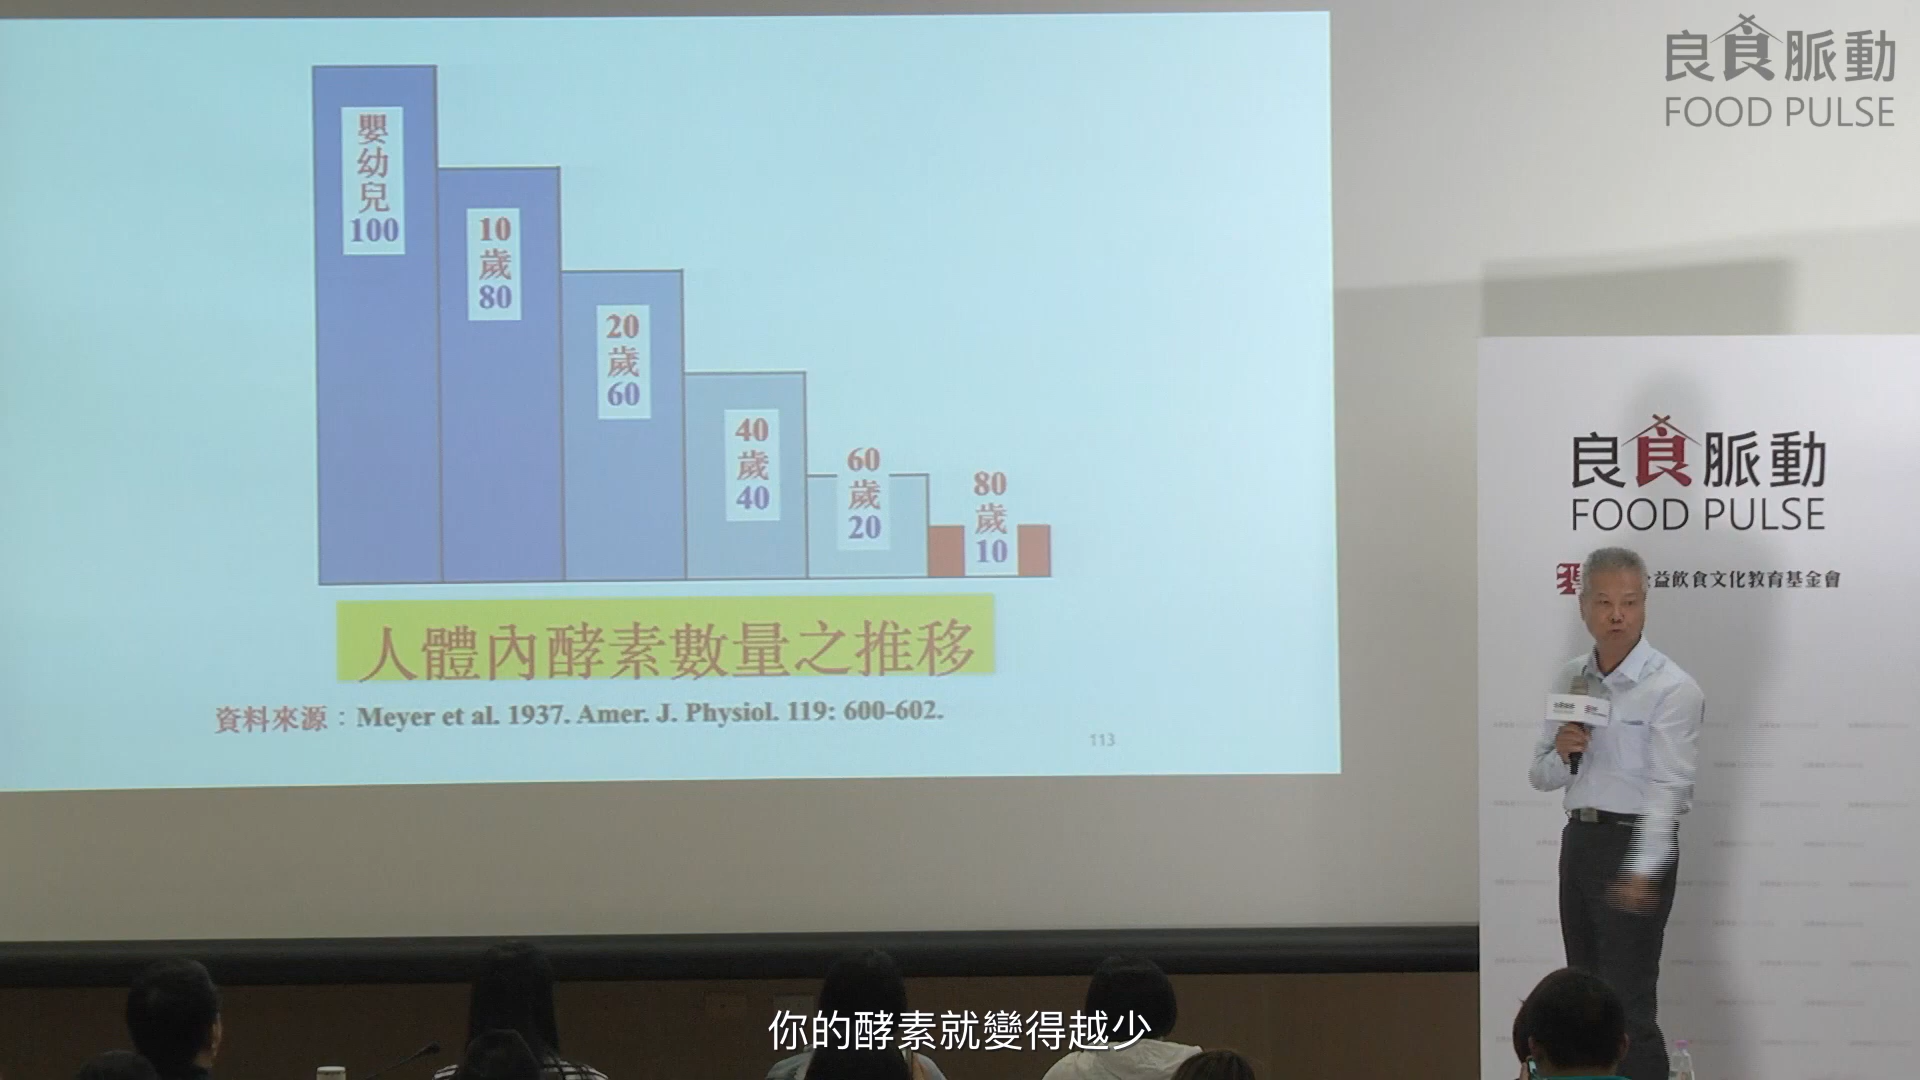 良食脈動
FOOD PULSE
嬰幼兒
100
10
歲
80
20
歲
60
40
歲
40
60
歲
20
80
歲
10
人體內酵素數量之推移
資料來源：Meyer et al. 1937. Amer. J. Physiol. 119: 600-602.
113
良食脈動
FOOD PULSE
益飲食文化教育基金會
你的酵素就變得越少